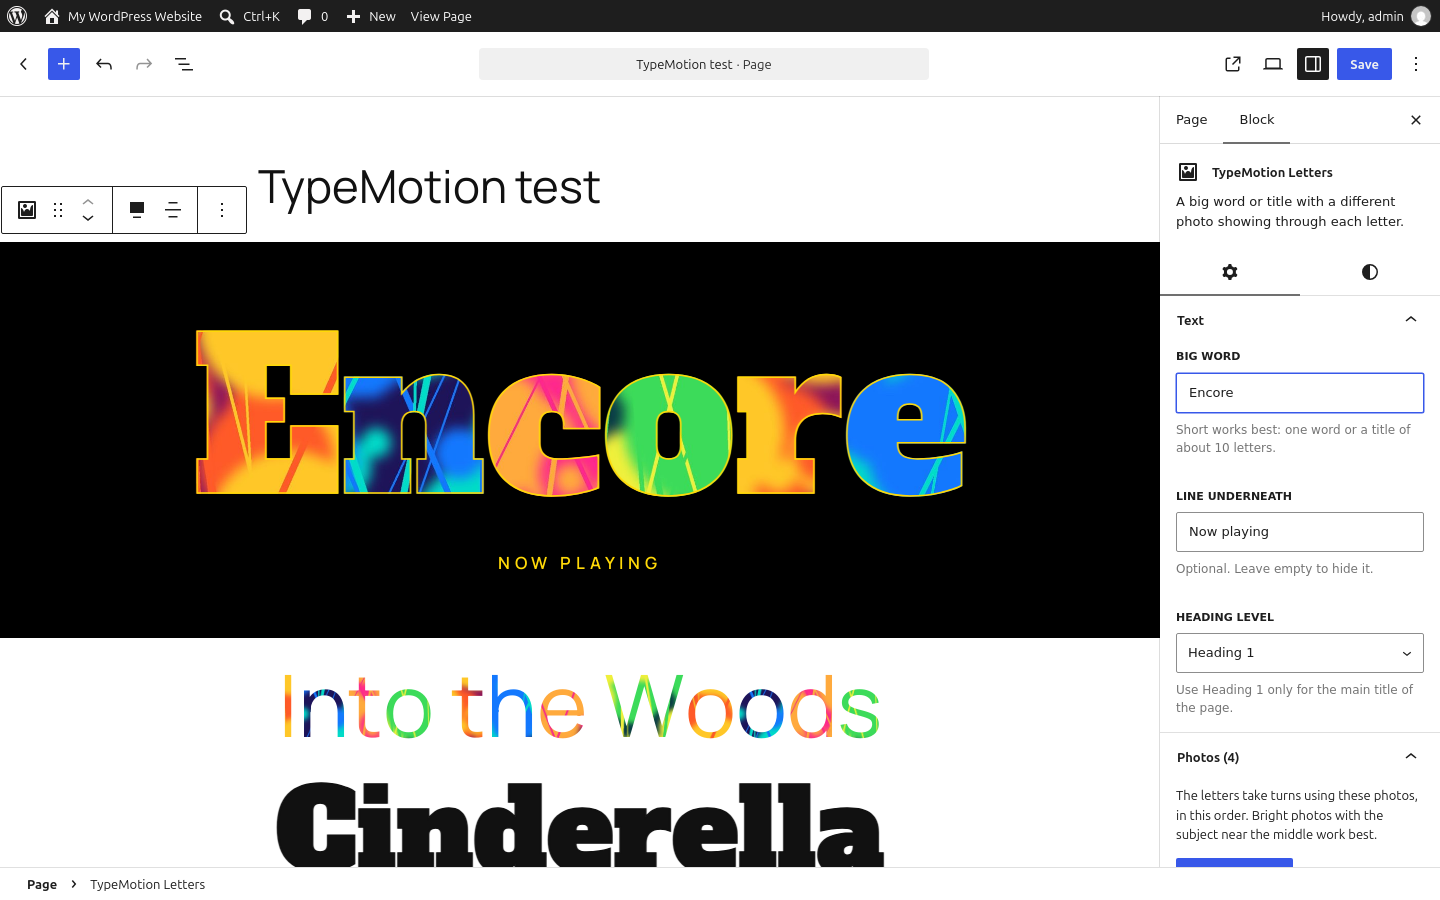 My WordPress Website
Ctrl+K
0
New
View Page
Howdy, admin
TypeMotion test · Page
Save
Page
Block
TypeMotion test
TypeMotion Letters
A big word or title with a different
photo showing through each letter.
Encore
NOW PLAYING
Into the Woods
Cinderella
Text
BIG WORD
Encore
Short works best: one word or a title of
about 10 letters.
LINE UNDERNEATH
Now playing
Optional. Leave empty to hide it.
HEADING LEVEL
Heading 1
Use Heading 1 only for the main title of
the page.
Photos (4)
The letters take turns using these photos,
in this order. Bright photos with the
subject near the middle work best.
Page
TypeMotion Letters